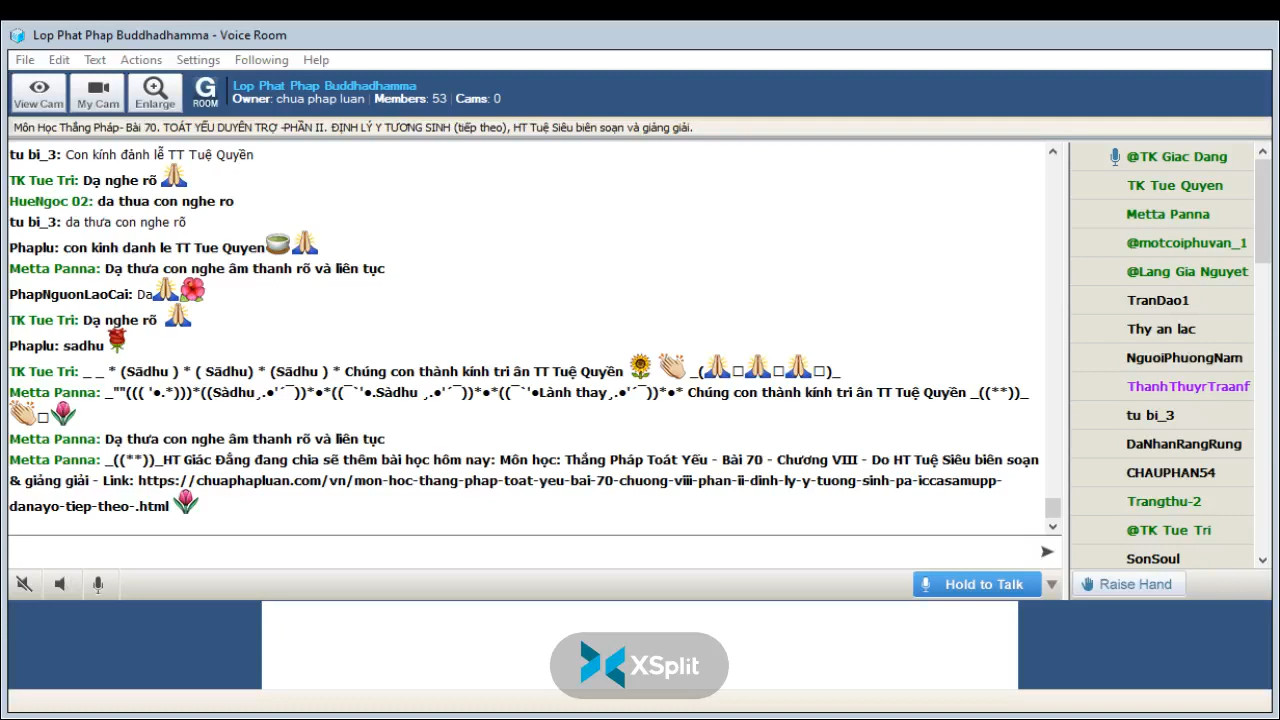 Lop Phat Phap Buddhadhamma - Voice Room
File Edit Text Actions Settings Following Help
View Cam My Cam Enlarge G ROOM
Lop Phat Phap Buddhadhamma
Owner: chua phap luan | Members: 53 | Cams: 0
Môn Học Thắng Pháp- Bài 70. TOÁT YẾU DUYÊN TRỢ -PHẦN II. ĐỊNH LÝ Y TƯƠNG SINH (tiếp theo), HT Tuệ Siêu biên soạn và giảng giải.
tu bi_3: Con kính đảnh lễ TT Tuệ Quyền
TK Tue Tri: Dạ nghe rõ
HueNgoc 02: da thua con nghe ro
tu bi_3: da thưa con nghe rõ
Phaplu: con kinh danh le TT Tue Quyen
Metta Panna: Dạ thưa con nghe âm thanh rõ và liên tục
PhapNguonLaoCai: Da
TK Tue Tri: Dạ nghe rõ
Phaplu: sadhu
TK Tue Tri: _ _ * (Sādhu ) * ( Sādhu) * (Sādhu ) * Chúng con thành kính tri ân TT Tuệ Quyền _(□□□)_
Metta Panna: _""((( '●.*)))*((Sàdhu¸.●'´¯))*●*((¯`'●.Sàdhu ¸.●'´¯))*●*((¯`'●Lành thay¸.●'´¯))*●* Chúng con thành kính tri ân TT Tuệ Quyền _((**))_
□
Metta Panna: Dạ thưa con nghe âm thanh rõ và liên tục
Metta Panna: _((**))_HT Giác Đẳng đang chia sẽ thêm bài học hôm nay: Môn học: Thắng Pháp Toát Yếu - Bài 70 - Chương VIII - Do HT Tuệ Siêu biên soạn
& giảng giải - Link: https://chuaphapluan.com/vn/mon-hoc-thang-phap-toat-yeu-bai-70-chuong-viii-phan-ii-dinh-ly-y-tuong-sinh-pa-iccasamupp-
danayo-tiep-theo-.html
@TK Giac Dang
TK Tue Quyen
Metta Panna
@motcoiphuvan_1
@Lang Gia Nguyet
TranDao1
Thy an lac
NguoiPhuongNam
ThanhThuyrTraanf
tu bi_3
DaNhanRangRung
CHAUPHAN54
Trangthu-2
@TK Tue Tri
SonSoul
Hold to Talk
Raise Hand
XSplit